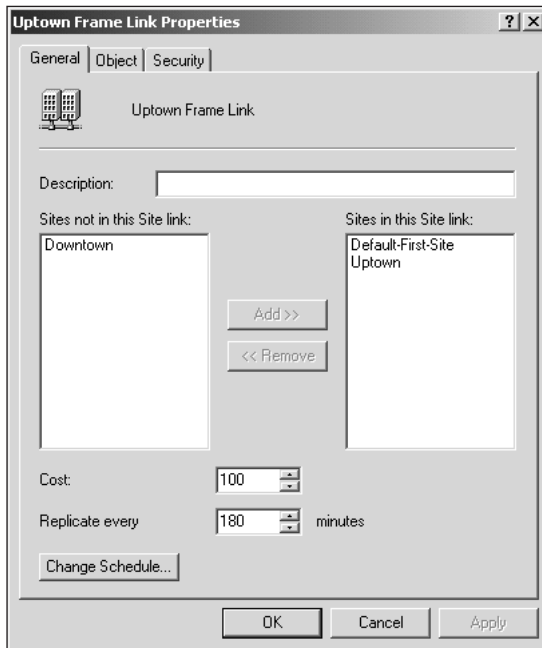 Uptown Frame Link Properties
General Object Security
Uptown Frame Link
Description:
Sites not in this Site link:
Downtown
Sites in this Site link:
Default-First-Site
Uptown
Add >>
<< Remove
Cost: 100
Replicate every 180 minutes
Change Schedule...
OK Cancel Apply